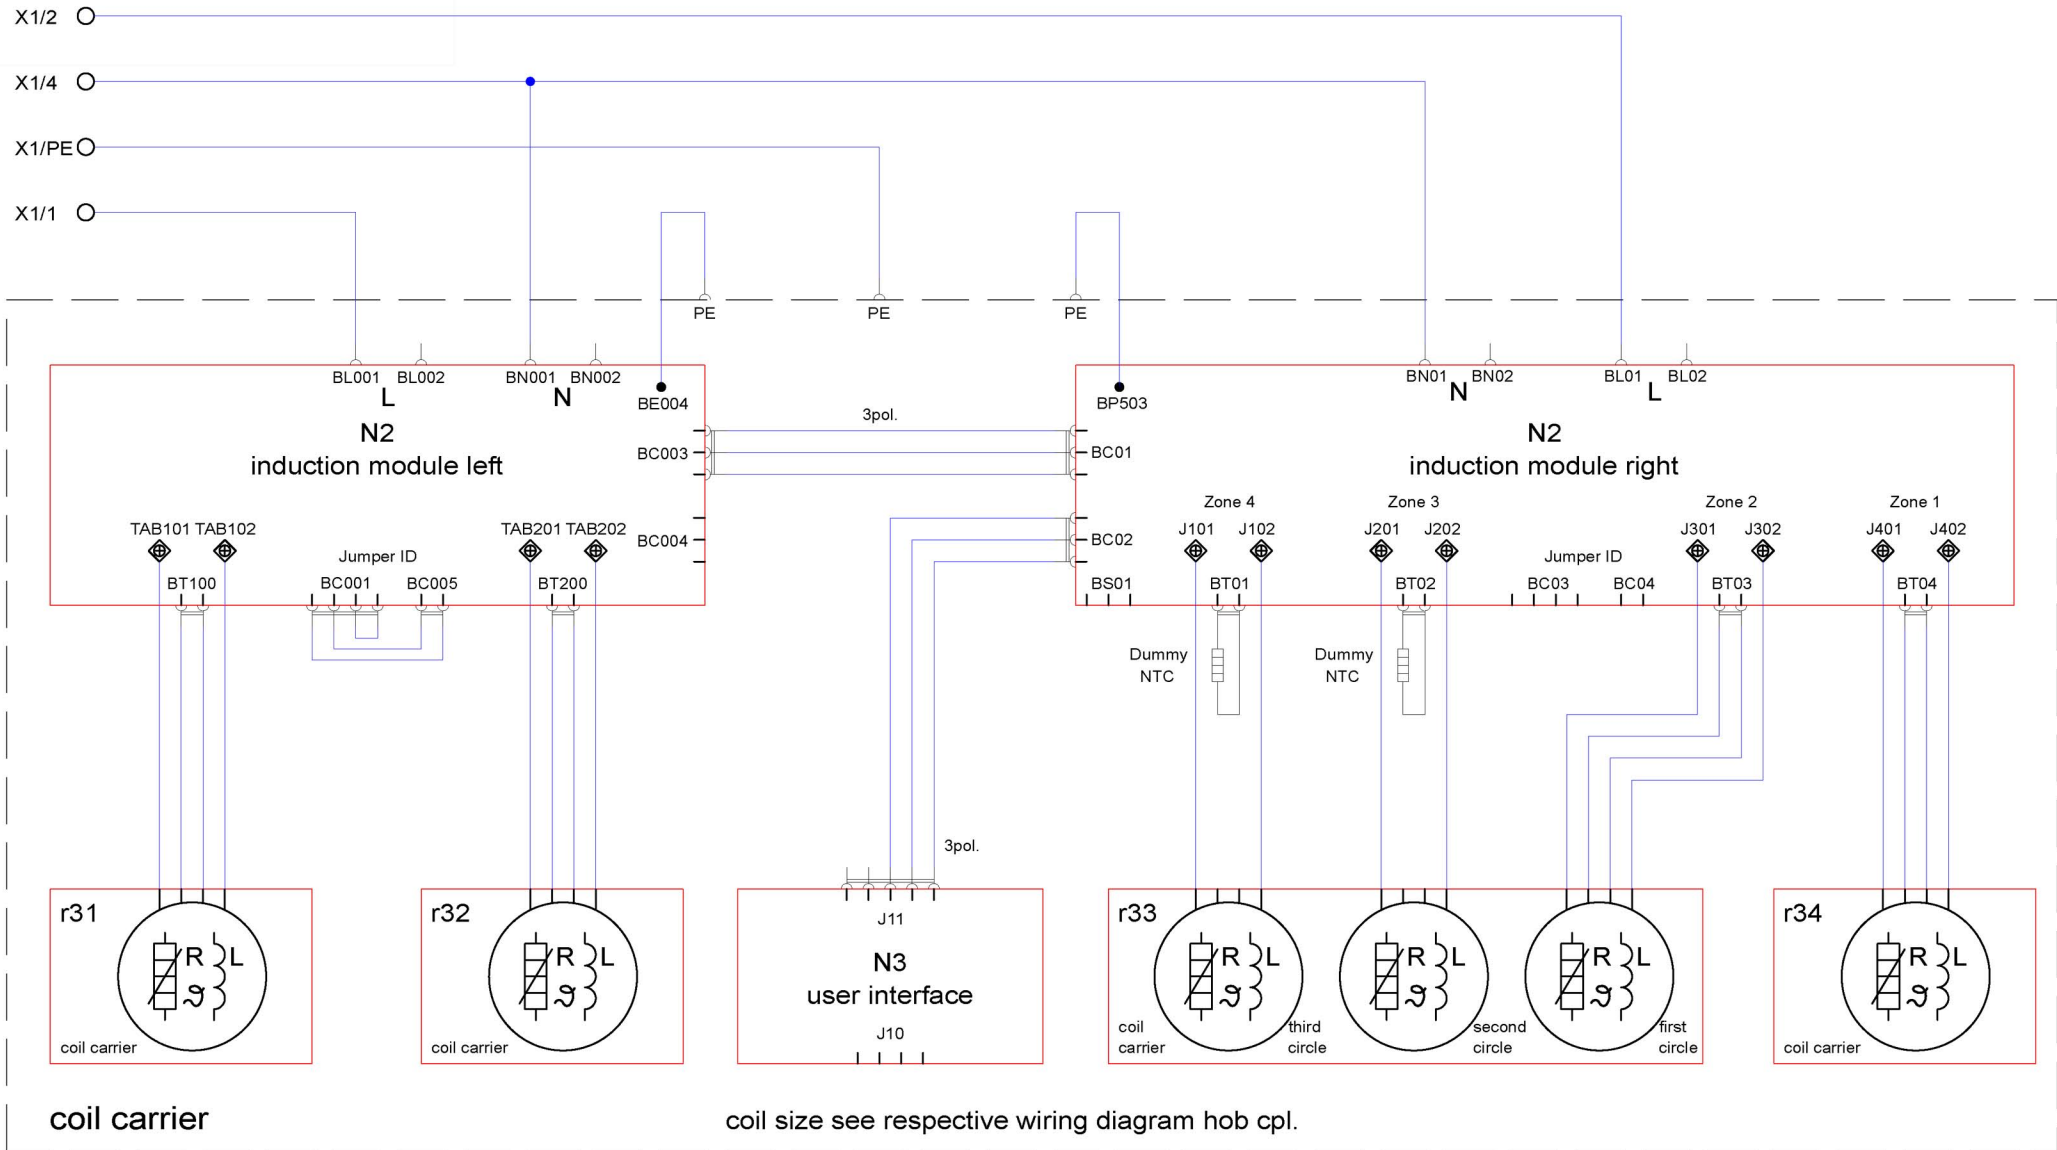 X1/2
X1/4
X1/PE
X1/1
PE PE PE
BL001 BL002 BN001 BN002
L N
BE004
N2
induction module left
BC003
BC004
TAB101 TAB102
TAB201 TAB202
Jumper ID
BT100 BC001 BC005 BT200
3pol.
BN01 BN02 BL01 BL02
N L
BP503
N2
induction module right
BC01
BC02
BS01
Zone 4 Zone 3 Zone 2 Zone 1
J101 J102 J201 J202 J301 J302 J401 J402
Jumper ID
BT01 BT02 BC03 BC04 BT03 BT04
Dummy
NTC
Dummy
NTC
3pol.
r31
R L
ϑ
coil carrier
r32
R L
ϑ
coil carrier
J11
N3
user interface
J10
r33
R L
ϑ
coil
carrier
third
circle
R L
ϑ
second
circle
R L
ϑ
first
circle
r34
R L
ϑ
coil carrier
coil carrier
coil size see respective wiring diagram hob cpl.